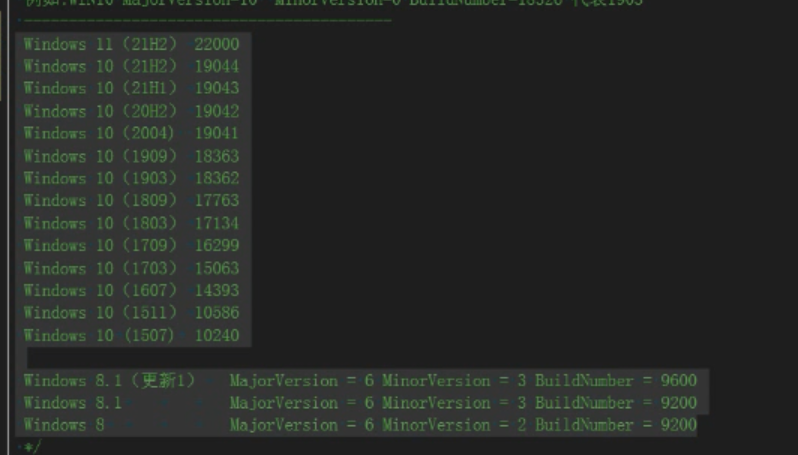 例如:WIN10 MajorVersion=10 MinorVersion=0 BuildNumber=18320 代表1903
----------------------------------------
Windows 11 (21H2) 22000
Windows 10 (21H2) 19044
Windows 10 (21H1) 19043
Windows 10 (20H2) 19042
Windows 10 (2004) 19041
Windows 10 (1909) 18363
Windows 10 (1903) 18362
Windows 10 (1809) 17763
Windows 10 (1803) 17134
Windows 10 (1709) 16299
Windows 10 (1703) 15063
Windows 10 (1607) 14393
Windows 10 (1511) 10586
Windows 10 (1507) 10240
Windows 8.1（更新1） MajorVersion = 6 MinorVersion = 3 BuildNumber = 9600
Windows 8.1 MajorVersion = 6 MinorVersion = 3 BuildNumber = 9200
Windows 8 MajorVersion = 6 MinorVersion = 2 BuildNumber = 9200
*/